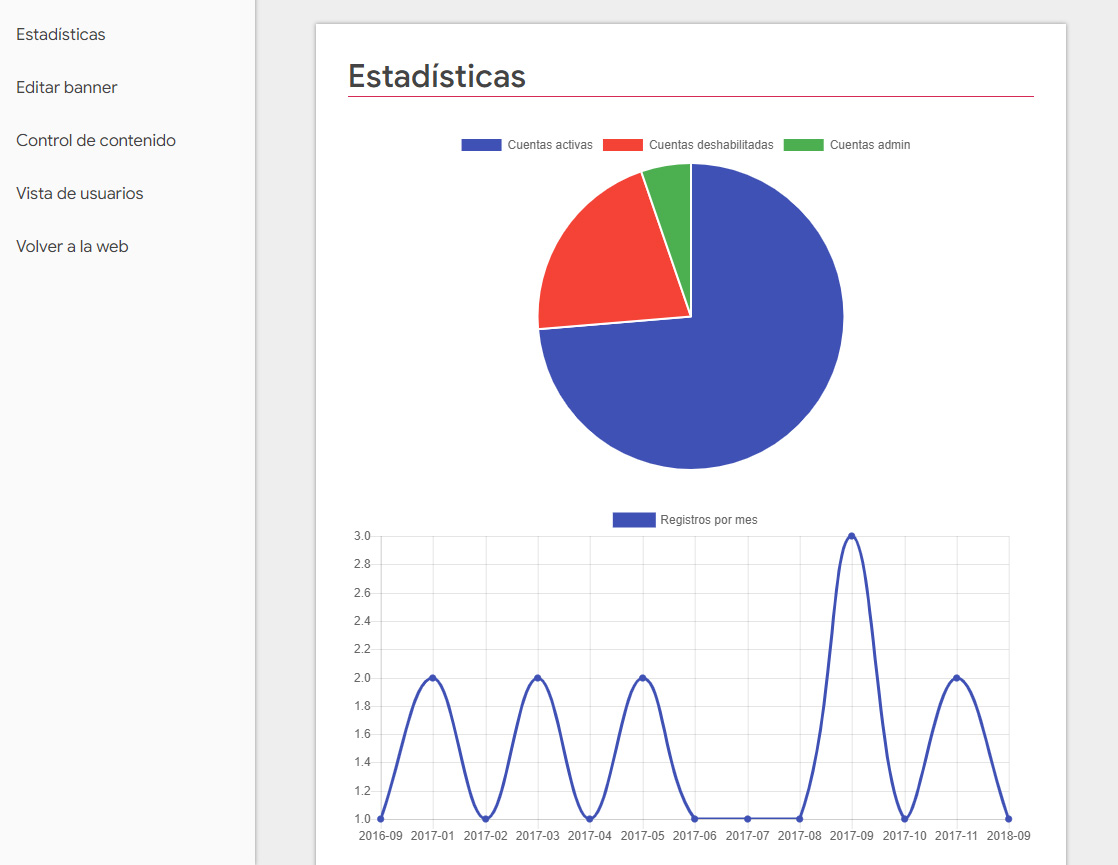 Estadísticas
Editar banner
Control de contenido
Vista de usuarios
Volver a la web
Estadísticas
Cuentas activas Cuentas deshabilitadas Cuentas admin
Registros por mes
3.0
2.8
2.6
2.4
2.2
2.0
1.8
1.6
1.4
1.2
1.0
2016-09 2017-01 2017-02 2017-03 2017-04 2017-05 2017-06 2017-07 2017-08 2017-09 2017-10 2017-11 2018-09